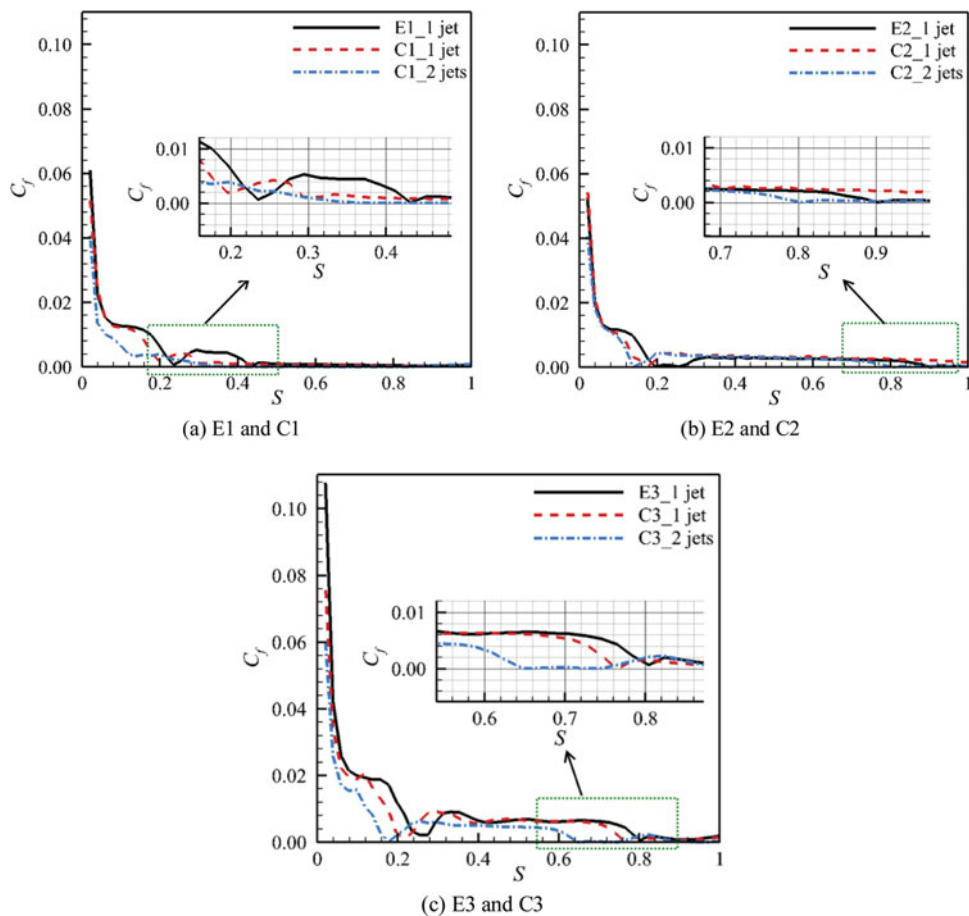 0.10
0.08
0.06
0.04
0.02
0.00
C_f
E1_1 jet
C1_1 jet
C1_2 jets
0.01
0.00
C_f
0.2 0.3 0.4
S
0 0.2 0.4 0.6 0.8 1
S
(a) E1 and C1
0.10
0.08
0.06
0.04
0.02
0.00
C_f
E2_1 jet
C2_1 jet
C2_2 jets
0.01
0.00
C_f
0.7 0.8 0.9
S
0 0.2 0.4 0.6 0.8 1
S
(b) E2 and C2
0.10
0.08
0.06
0.04
0.02
0.00
C_f
E3_1 jet
C3_1 jet
C3_2 jets
0.01
0.00
C_f
0.6 0.7 0.8
S
0 0.2 0.4 0.6 0.8 1
S
(c) E3 and C3